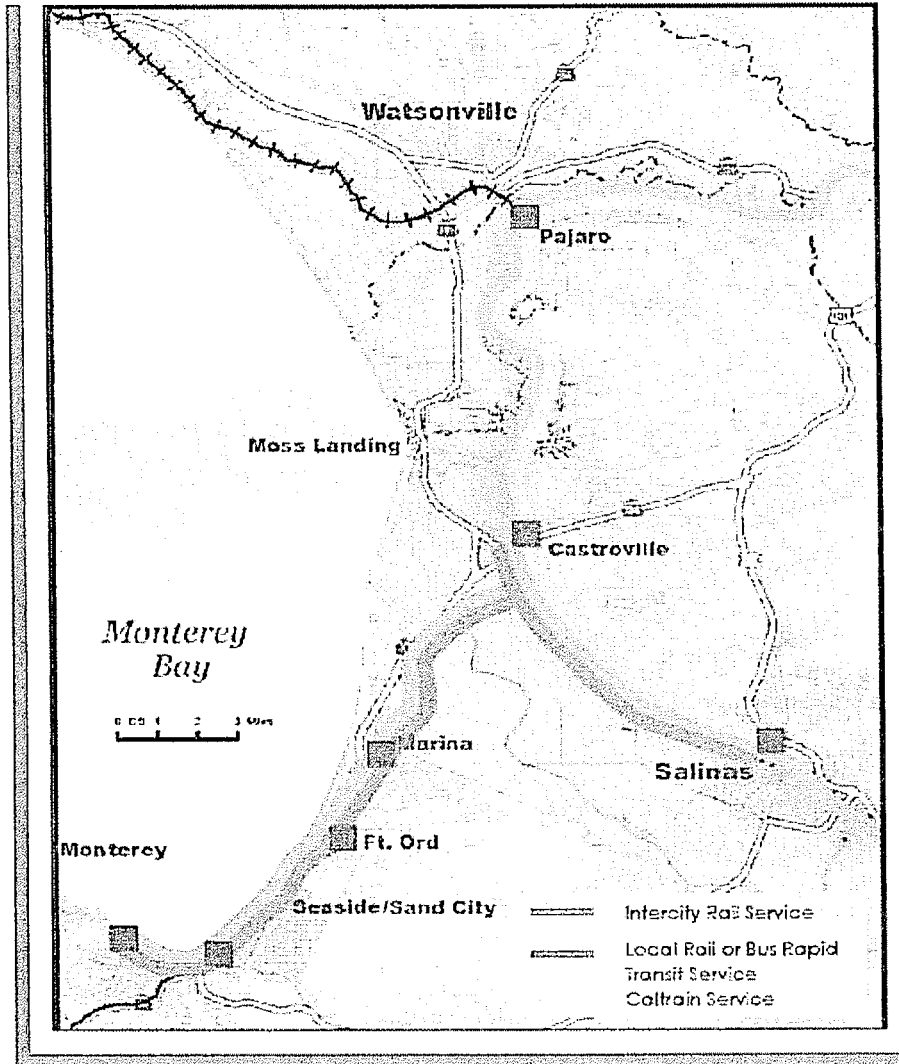 Watsonville
Pajaro
101
Moss Landing
Castroville
Monterey
Bay
Marina
Salinas
Ft. Ord
Monterey
Seaside/Sand City
Intercity Rail Service
Local Rail or Bus Rapid
Transit Service
Caltrain Service